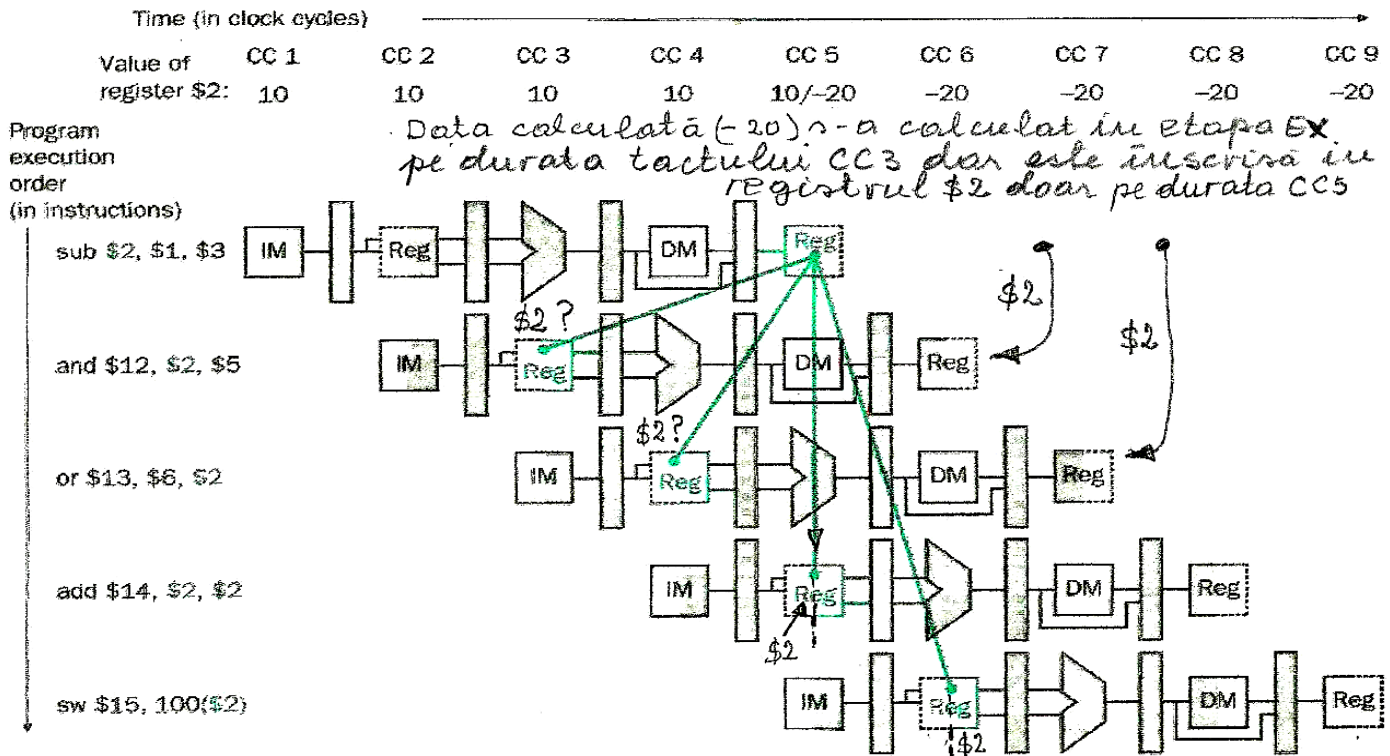 Time (in clock cycles)
CC 1 CC 2 CC 3 CC 4 CC 5 CC 6 CC 7 CC 8 CC 9
Value of
register $2: 10 10 10 10 10/–20 –20 –20 –20 –20
Program
execution
order
(in instructions)
Data calculată (-20) s-a calculat în etapa EX
pe durata tactului CC3 dar este înscrisă în
registrul $2 doar pe durata CC5
sub $2, $1, $3 IM Reg DM Reg
$2 ? $2 $2
and $12, $2, $5 IM Reg DM Reg
$2?
or $13, $6, $2 IM Reg DM Reg
add $14, $2, $2 IM Reg DM Reg
$2
sw $15, 100($2) IM Reg DM Reg
$2